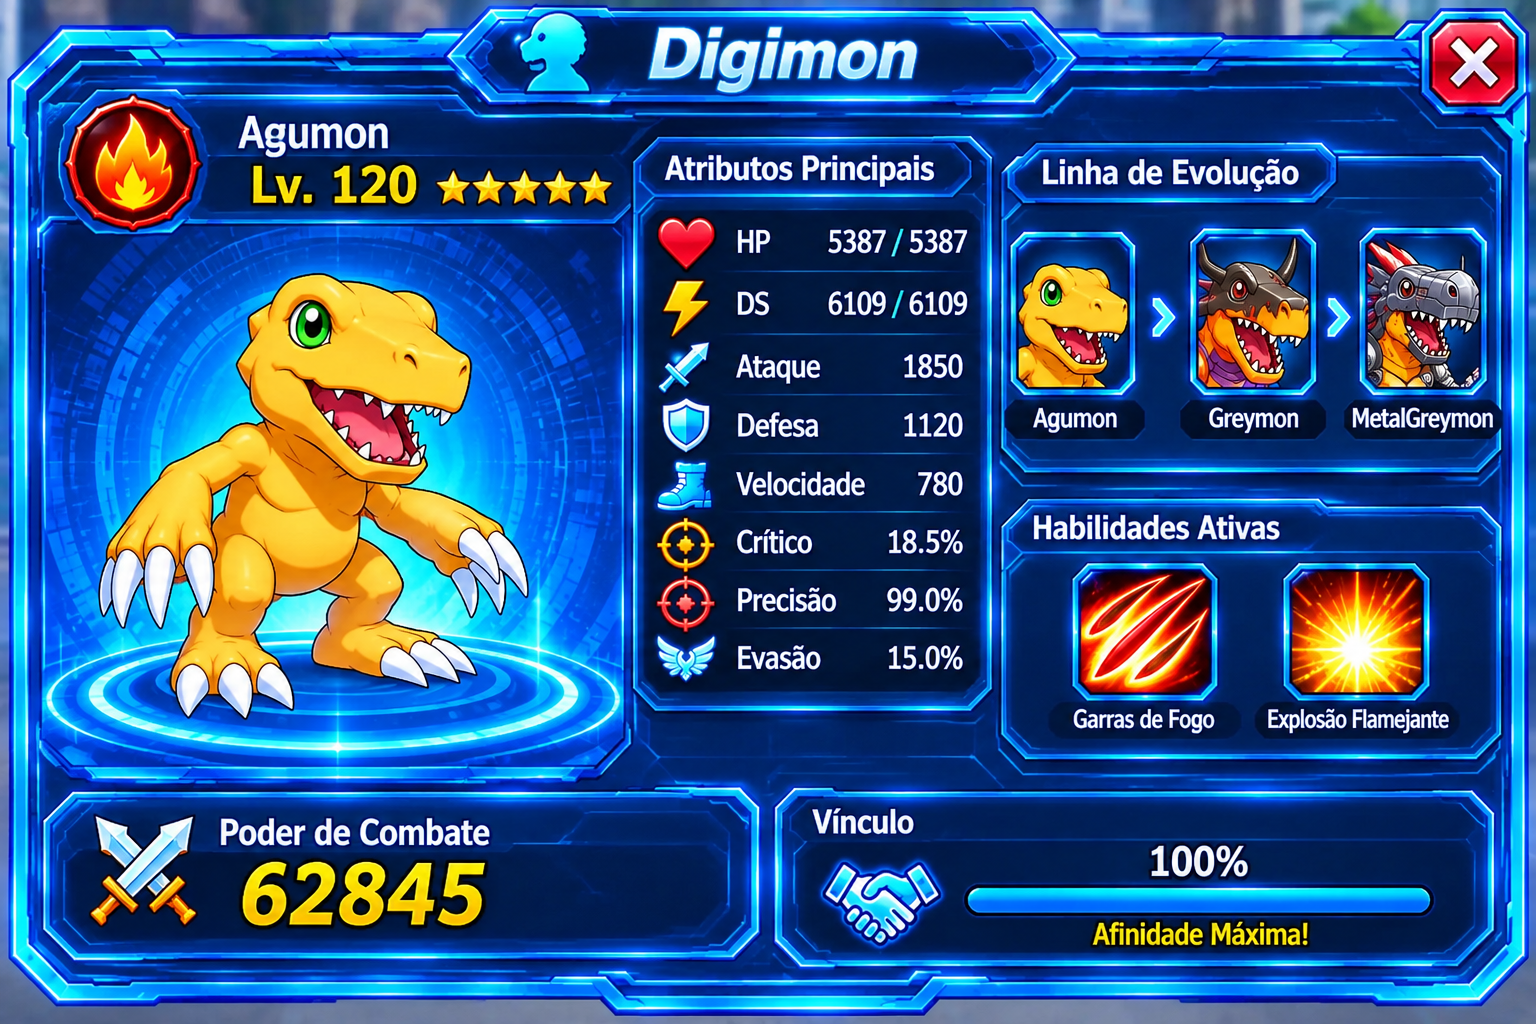 Digimon
Agumon
Lv. 120
Atributos Principais
HP 5387 / 5387
DS 6109 / 6109
Ataque 1850
Defesa 1120
Velocidade 780
Crítico 18.5%
Precisão 99.0%
Evasão 15.0%
Linha de Evolução
Agumon
Greymon
MetalGreymon
Habilidades Ativas
Garras de Fogo
Explosão Flamejante
Poder de Combate
62845
Vínculo
100%
Afinidade Máxima!